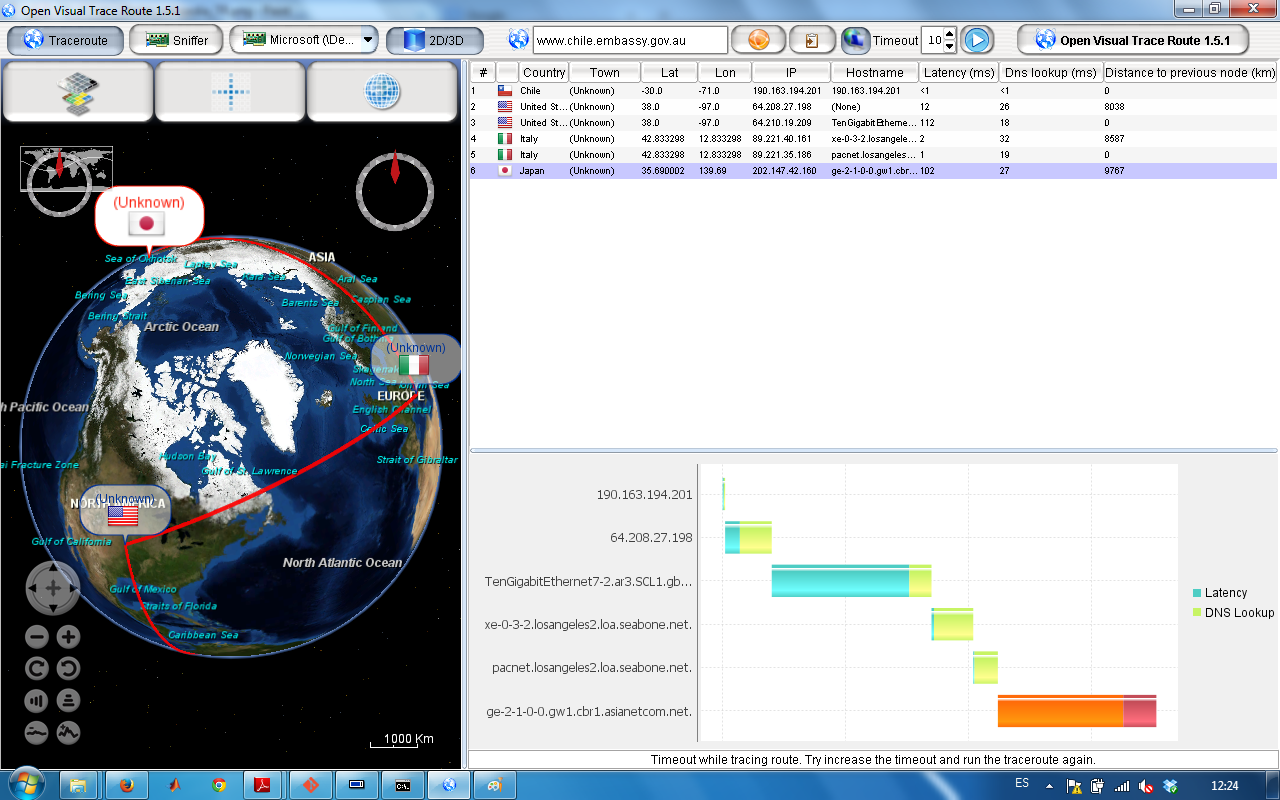 Open Visual Trace Route 1.5.1
Traceroute Sniffer Microsoft (\De... 2D/3D www.chile.embassy.gov.au Timeout 10 Open Visual Trace Route 1.5.1
# Country Town Lat Lon IP Hostname Latency (ms) Dns lookup (ms) Distance to previous node (km)
1 Chile (Unknown) -30.0 -71.0 190.163.194.201 190.163.194.201 <1 <1 0
2 United St... (Unknown) 38.0 -97.0 64.208.27.198 (None) 12 26 8038
3 United St... (Unknown) 38.0 -97.0 64.210.19.209 TenGigabitEtherne... 112 18 0
4 Italy (Unknown) 42.833298 12.833298 89.221.40.161 xe-0-3-2.losangele... 2 32 8587
5 Italy (Unknown) 42.833298 12.833298 89.221.35.186 pacnet.losangeles... 1 19 0
6 Japan (Unknown) 35.690002 139.69 202.147.42.160 ge-2-1-0-0.gw1.cbr... 102 27 9767
(Unknown)
ASIA
Sea of Okhotsk
Laptev Sea
East Siberian Sea
Kara Sea
Aral Sea
Bering Sea
Barents Sea
Caspian Sea
Bering Strait
Arctic Ocean
Gulf of Finland
Gulf of Bothnia
(Unknown)
Norwegian Sea
North Sea
EUROPE
h Pacific Ocean
English Channel
Celtic Sea
Hudson Bay
Strait of Gibraltar
ai Fracture Zone
Gulf of St. Lawrence
(Unknown)
NORTH AMERICA
Gulf of California
North Atlantic Ocean
Gulf of Mexico
Straits of Florida
Caribbean Sea
1000 Km
190.163.194.201
64.208.27.198
TenGigabitEthernet7-2.ar3.SCL1.gb...
xe-0-3-2.losangeles2.loa.seabone.net.
pacnet.losangeles2.loa.seabone.net.
ge-2-1-0-0.gw1.cbr1.asianetcom.net.
Latency
DNS Lookup
Timeout while tracing route. Try increase the timeout and run the traceroute again.
ES 12:24